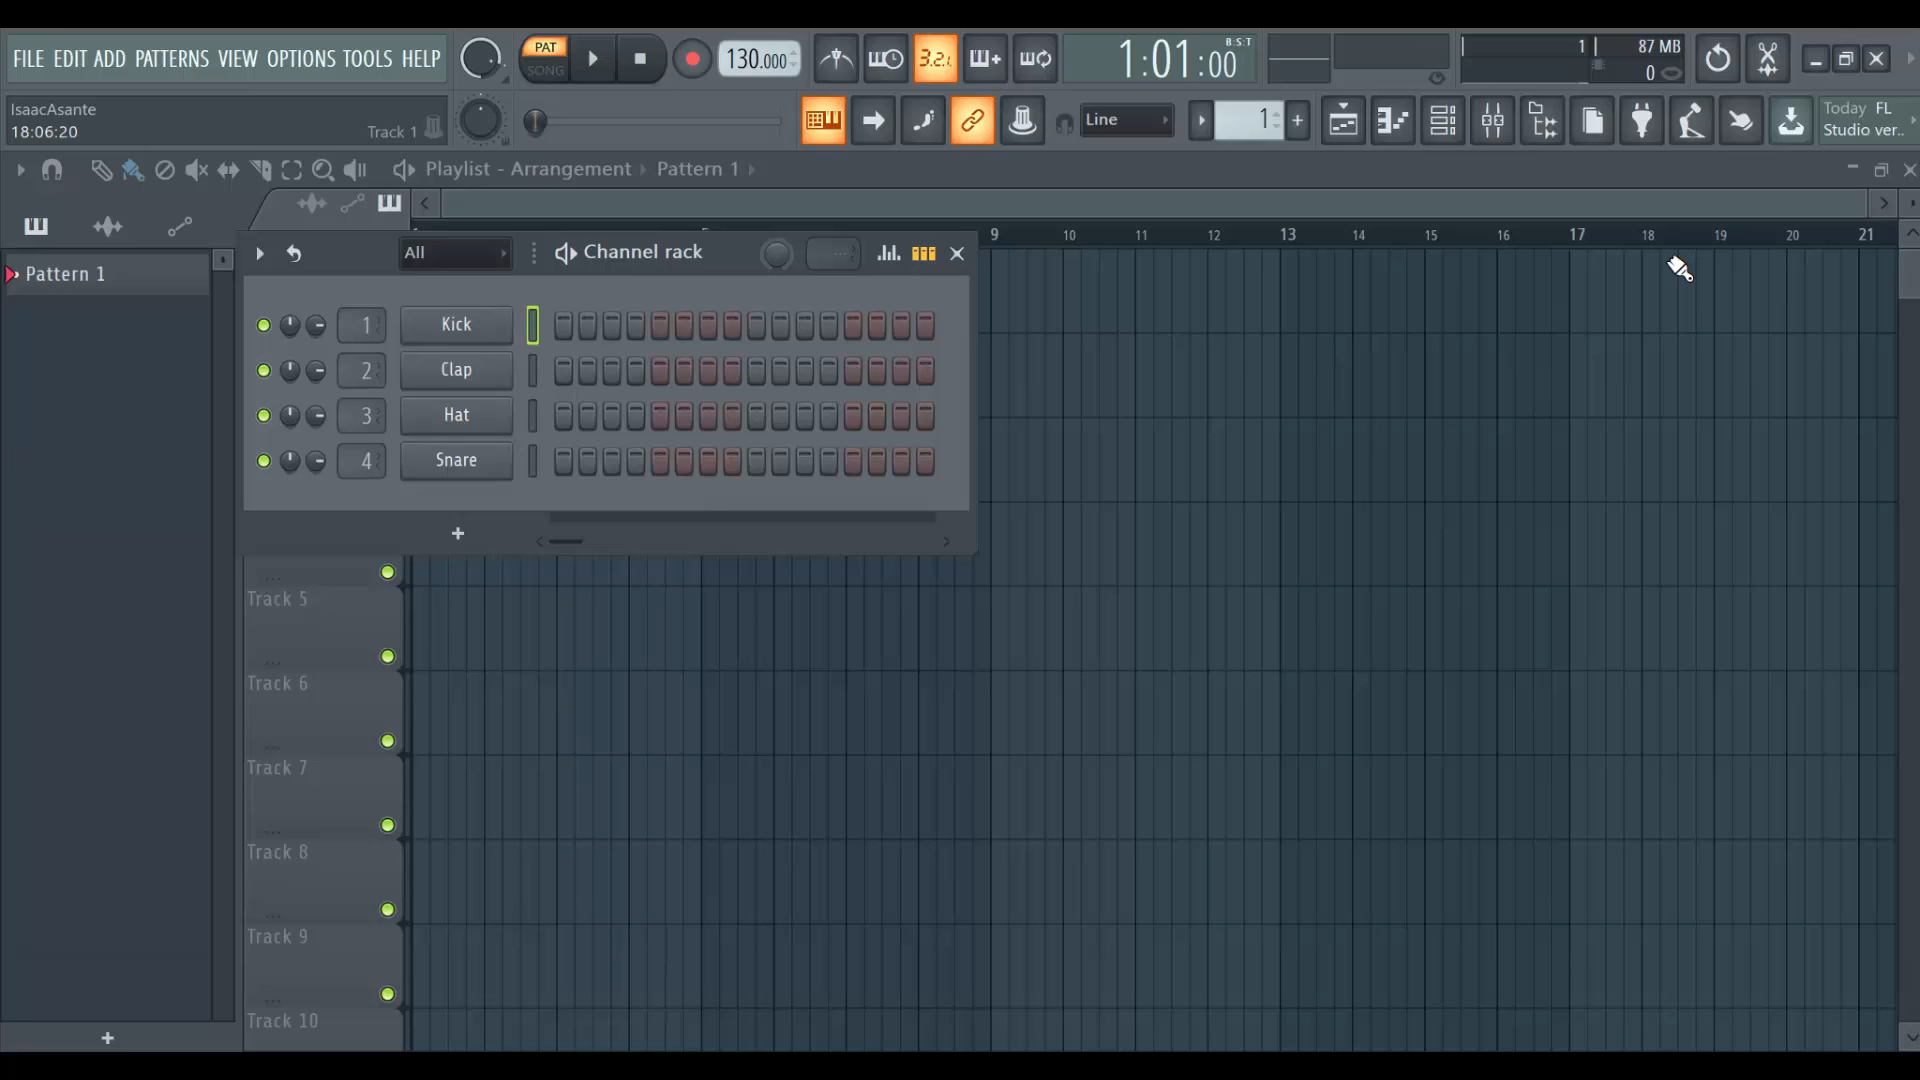 FILE EDIT ADD PATTERNS VIEW OPTIONS TOOLS HELP
PAT
SONG
130.000
3.2.
1:01:00
B:S:T
1
87 MB
0
IsaacAsante
18:06:20
Track 1
Line
1
Today FL
Studio ver..
Playlist - Arrangement
Pattern 1
9 10 11 12 13 14 15 16 17 18 19 20 21
Pattern 1
All
Channel rack
1 Kick
2 Clap
3 Hat
4 Snare
Track 5
Track 6
Track 7
Track 8
Track 9
Track 10